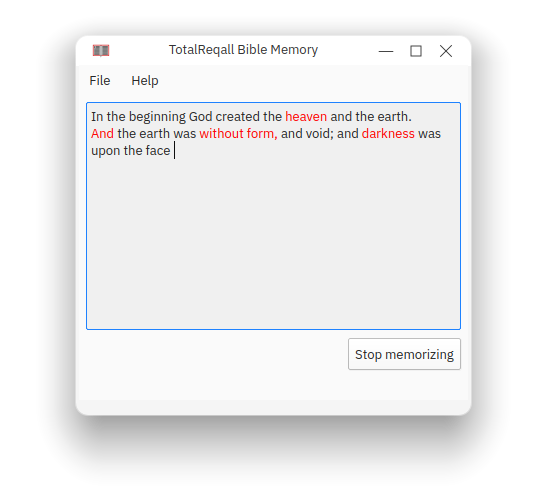 TotalReqall Bible Memory
File Help
In the beginning God created the heaven and the earth.
And the earth was without form, and void; and darkness was
upon the face
Stop memorizing